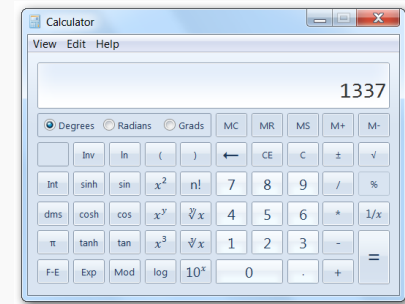 Calculator
View Edit Help
1337
Degrees Radians Grads MC MR MS M+ M-
Inv ln ( ) ← CE C ± √
Int sinh sin x² n! 7 8 9 / %
dms cosh cos xʸ ʸ√x 4 5 6 * 1/x
π tanh tan x³ ³√x 1 2 3 - =
F-E Exp Mod log 10ˣ 0 . +